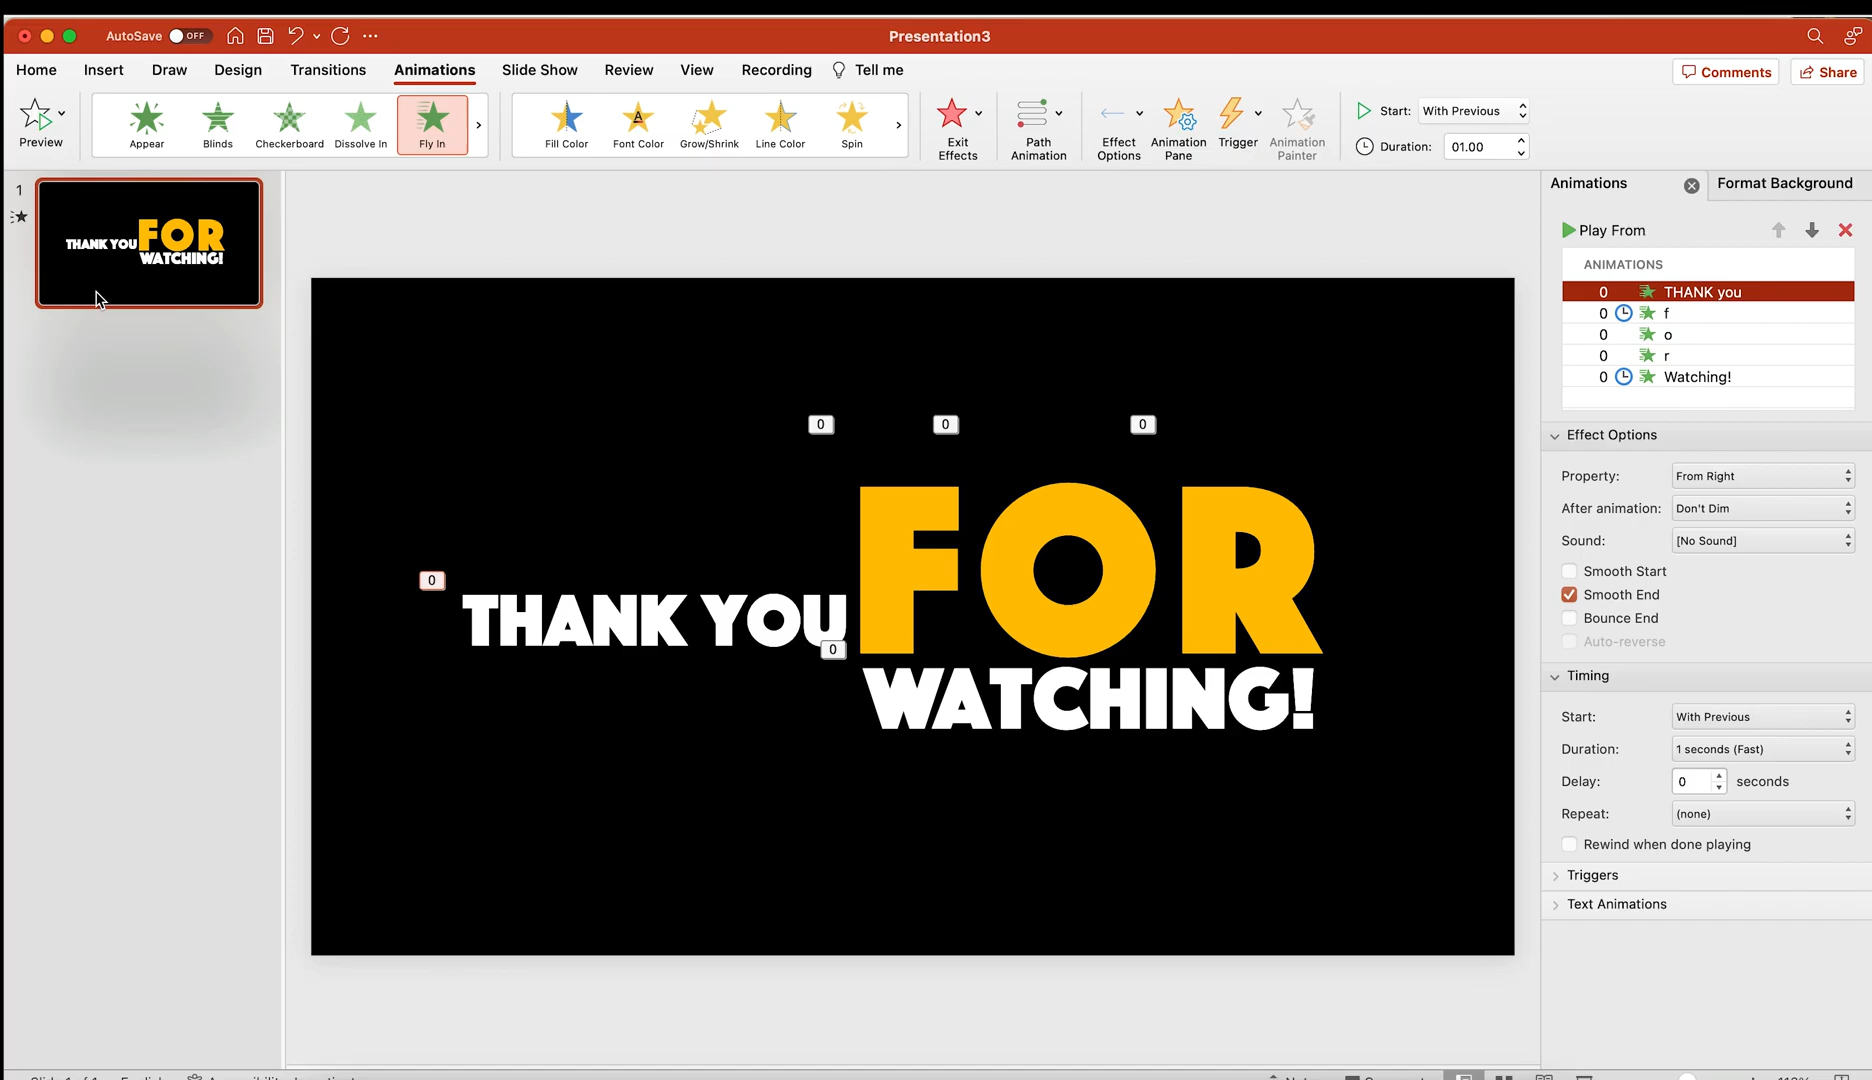 AutoSave OFF
Presentation3
Home Insert Draw Design Transitions Animations Slide Show Review View Recording Tell me
Comments Share
Preview
Appear Blinds Checkerboard Dissolve In Fly In
Fill Color Font Color Grow/Shrink Line Color Spin
Exit Effects
Path Animation
Effect Options
Animation Pane
Trigger
Animation Painter
Start: With Previous
Duration: 01.00
1
THANK YOU FOR
WATCHING!
0 0 0
0
FOR
THANK YOU
0
WATCHING!
Animations Format Background
Play From
ANIMATIONS
0 THANK you
0 f
0 o
0 r
0 Watching!
Effect Options
Property: From Right
After animation: Don't Dim
Sound: [No Sound]
Smooth Start
Smooth End
Bounce End
Auto-reverse
Timing
Start: With Previous
Duration: 1 seconds (Fast)
Delay: 0 seconds
Repeat: (none)
Rewind when done playing
Triggers
Text Animations